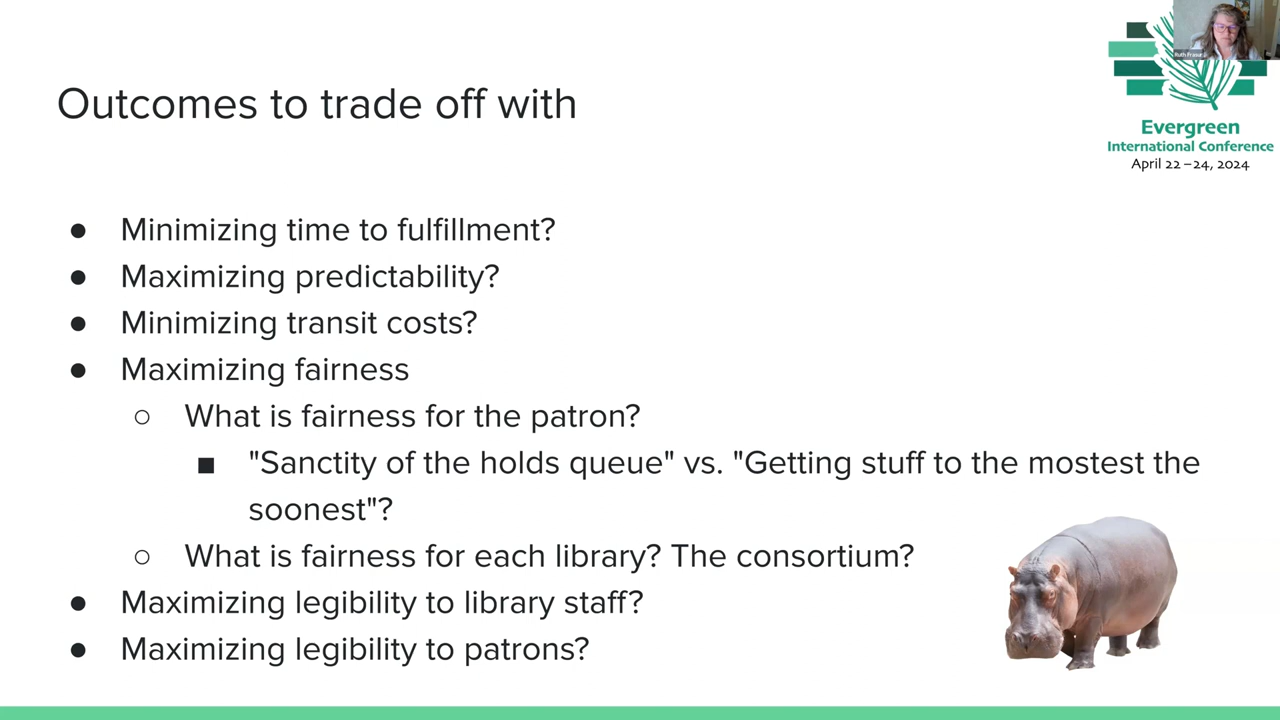 Outcomes to trade off with
Ruth Frasur
Evergreen
International Conference
April 22–24, 2024
● Minimizing time to fulfillment?
● Maximizing predictability?
● Minimizing transit costs?
● Maximizing fairness
○ What is fairness for the patron?
■ "Sanctity of the holds queue" vs. "Getting stuff to the mostest the
soonest"?
○ What is fairness for each library? The consortium?
● Maximizing legibility to library staff?
● Maximizing legibility to patrons?